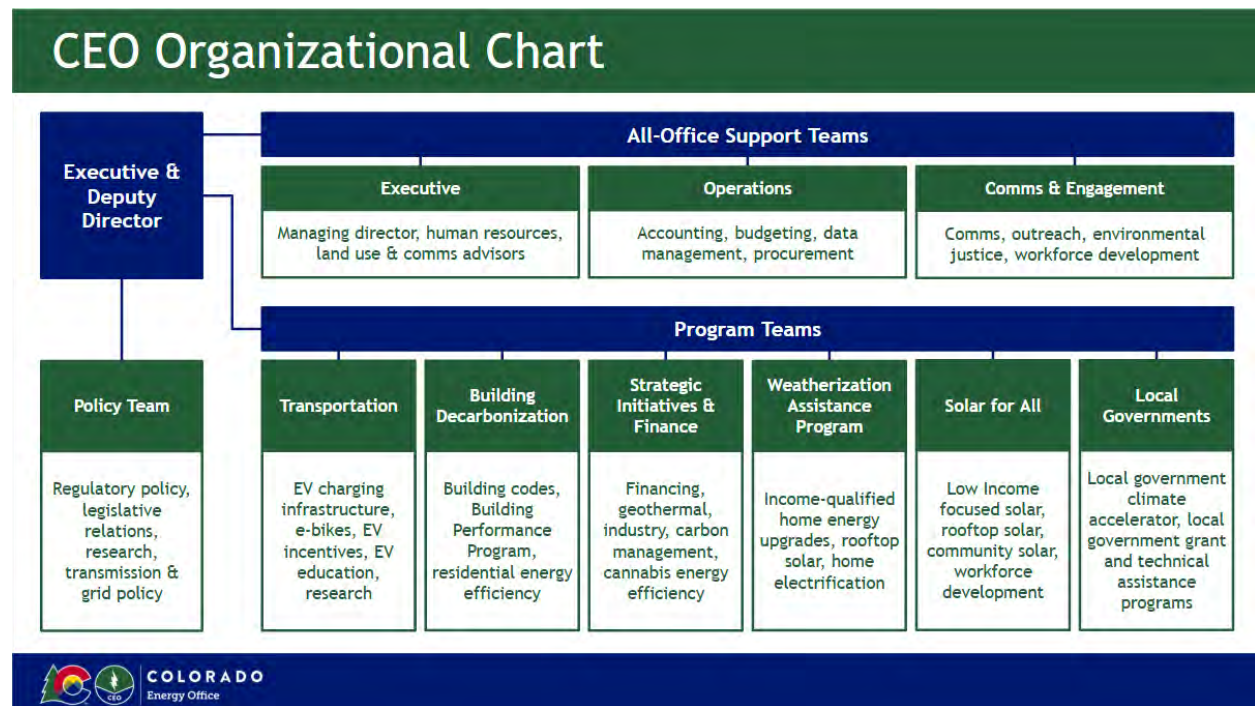 CEO Organizational Chart
Executive &
Deputy
Director
All-Office Support Teams
Executive
Managing director, human resources,
land use & comms advisors
Operations
Accounting, budgeting, data
management, procurement
Comms & Engagement
Comms, outreach, environmental
justice, workforce development
Program Teams
Policy Team
Regulatory policy,
legislative
relations,
research,
transmission &
grid policy
Transportation
EV charging
infrastructure,
e-bikes, EV
incentives, EV
education,
research
Building
Decarbonization
Building codes,
Building
Performance
Program,
residential energy
efficiency
Strategic
Initiatives &
Finance
Financing,
geothermal,
industry, carbon
management,
cannabis energy
efficiency
Weatherization
Assistance
Program
Income-qualified
home energy
upgrades, rooftop
solar, home
electrification
Solar for All
Low Income
focused solar,
rooftop solar,
community solar,
workforce
development
Local
Governments
Local government
climate
accelerator, local
government grant
and technical
assistance
programs
CEO
COLORADO
Energy Office